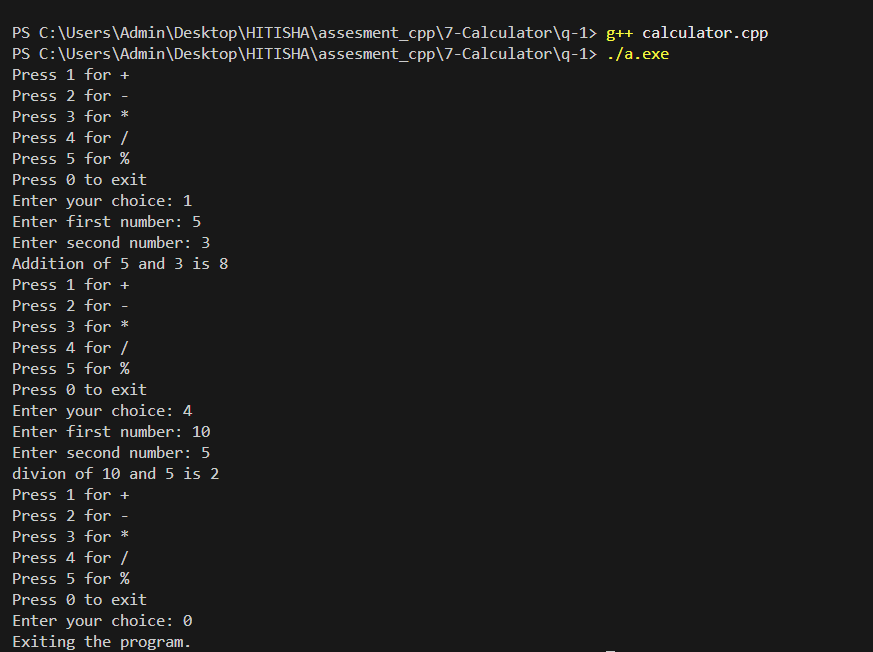 PS C:\Users\Admin\Desktop\HITISHA\assesment_cpp\7-Calculator\q-1> g++ calculator.cpp
PS C:\Users\Admin\Desktop\HITISHA\assesment_cpp\7-Calculator\q-1> ./a.exe
Press 1 for +
Press 2 for -
Press 3 for *
Press 4 for /
Press 5 for %
Press 0 to exit
Enter your choice: 1
Enter first number: 5
Enter second number: 3
Addition of 5 and 3 is 8
Press 1 for +
Press 2 for -
Press 3 for *
Press 4 for /
Press 5 for %
Press 0 to exit
Enter your choice: 4
Enter first number: 10
Enter second number: 5
divion of 10 and 5 is 2
Press 1 for +
Press 2 for -
Press 3 for *
Press 4 for /
Press 5 for %
Press 0 to exit
Enter your choice: 0
Exiting the program.